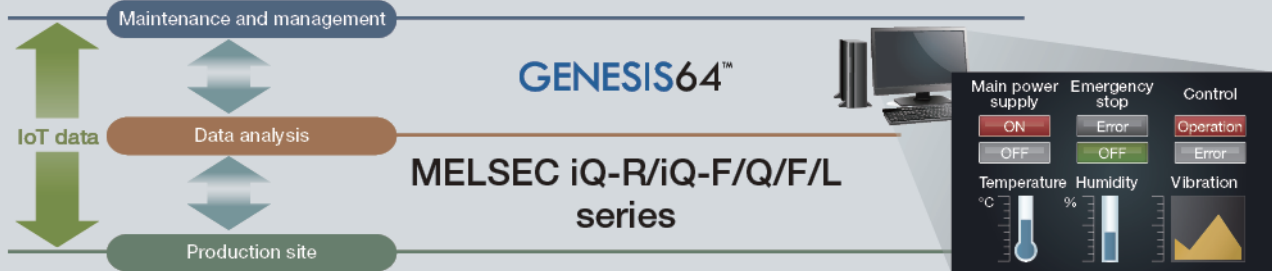 Maintenance and management
GENESIS64™
IoT data
Data analysis
MELSEC iQ-R/iQ-F/Q/F/L
series
Production site
Main power
supply
Emergency
stop
Control
ON
Error
Operation
OFF
OFF
Error
Temperature
Humidity
Vibration
°C
%